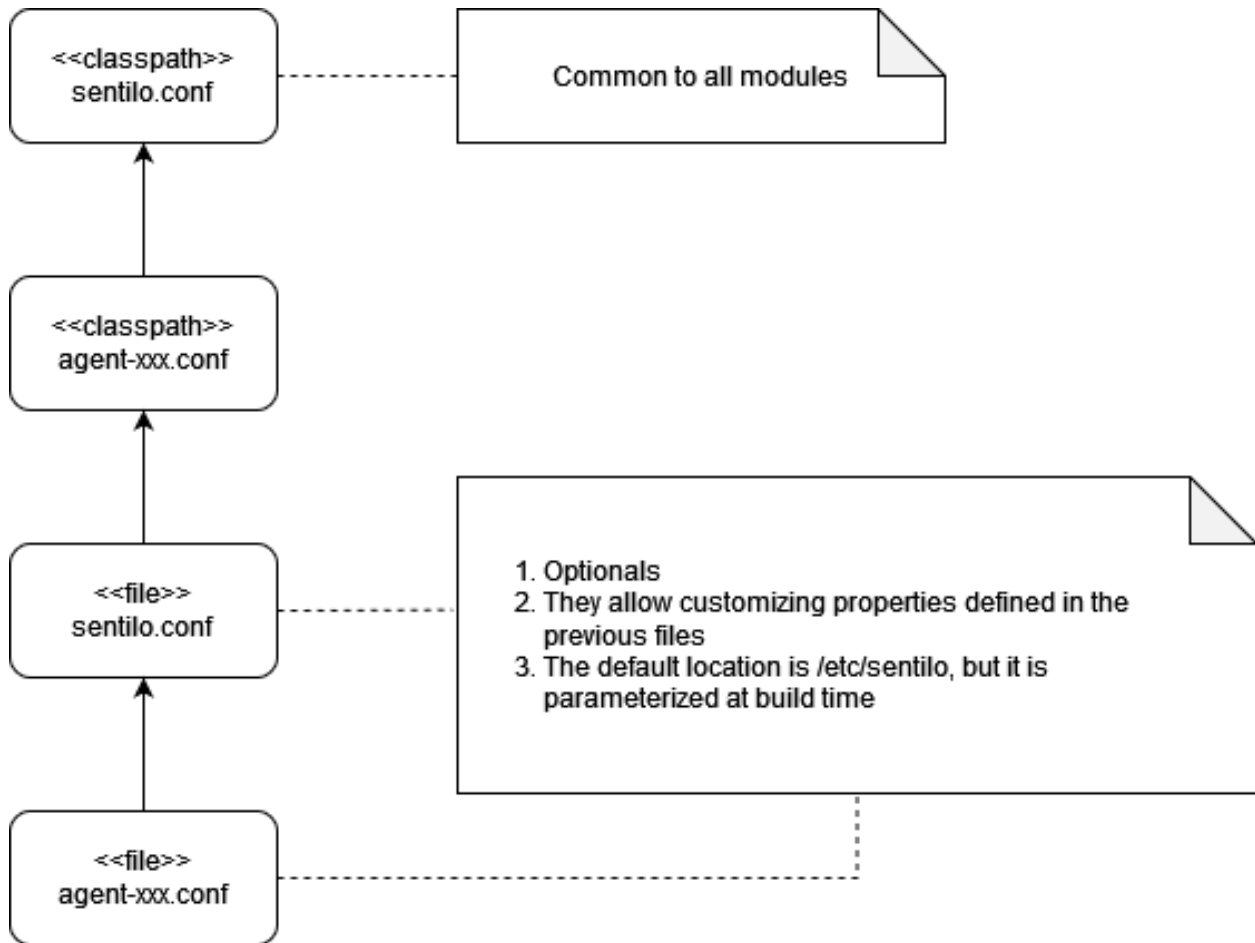 <<classpath>>
sentilo.conf
Common to all modules
<<classpath>>
agent-xxx.conf
<<file>>
sentilo.conf
1. Optionals
2. They allow customizing properties defined in the
previous files
3. The default location is /etc/sentilo, but it is
parameterized at build time
<<file>>
agent-xxx.conf